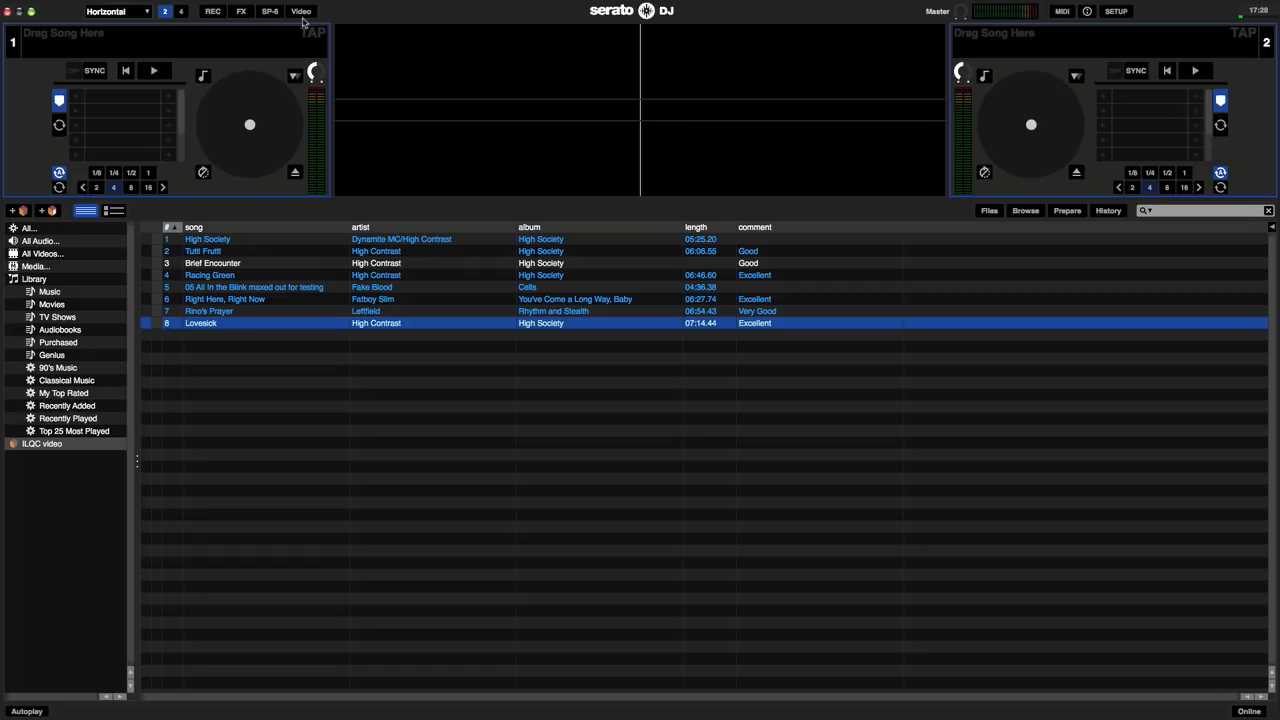 Horizontal 2 4 REC FX SP-6 Video serato DJ Master MIDI SETUP 17:28
1 Drag Song Here TAP Drag Song Here TAP 2
OFF SYNC OFF SYNC
1/8 1/4 1/2 1 1/8 1/4 1/2 1
2 4 8 16 2 4 8 16
Files Browse Prepare History
# song artist album length comment
1 High Society Dynamite MC/High Contrast High Society 05:25.20
2 Tutti Frutti High Contrast High Society 06:06.55 Good
3 Brief Encounter High Contrast High Society Good
4 Racing Green High Contrast High Society 06:46.60 Excellent
5 05 All In the Blink maxed out for testing Fake Blood Cells 04:36.38
6 Right Here, Right Now Fatboy Slim You've Come a Long Way, Baby 06:27.74 Excellent
7 Rino's Prayer Leftfield Rhythm and Stealth 06:54.43 Very Good
8 Lovesick High Contrast High Society 07:14.44 Excellent
All...
All Audio...
All Videos...
Media...
Library
Music
Movies
TV Shows
Audiobooks
Purchased
Genius
90's Music
Classical Music
My Top Rated
Recently Added
Recently Played
Top 25 Most Played
ILQC video
Autoplay Online